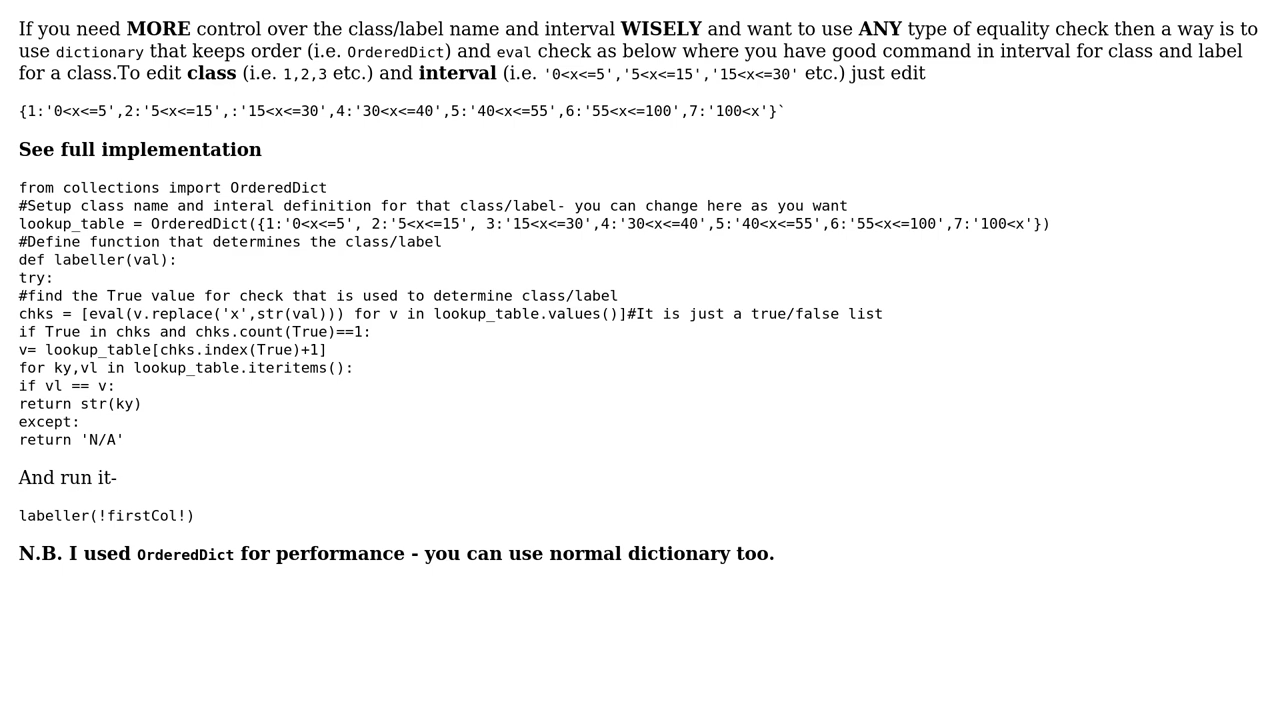 If you need MORE control over the class/label name and interval WISELY and want to use ANY type of equality check then a way is to
use dictionary that keeps order (i.e. OrderedDict) and eval check as below where you have good command in interval for class and label
for a class.To edit class (i.e. 1,2,3 etc.) and interval (i.e. '0<x<=5','5<x<=15','15<x<=30' etc.) just edit
{1:'0<x<=5',2:'5<x<=15',:'15<x<=30',4:'30<x<=40',5:'40<x<=55',6:'55<x<=100',7:'100<x'}`
See full implementation
from collections import OrderedDict
#Setup class name and interal definition for that class/label- you can change here as you want
lookup_table = OrderedDict({1:'0<x<=5', 2:'5<x<=15', 3:'15<x<=30',4:'30<x<=40',5:'40<x<=55',6:'55<x<=100',7:'100<x'})
#Define function that determines the class/label
def labeller(val):
try:
#find the True value for check that is used to determine class/label
chks = [eval(v.replace('x',str(val))) for v in lookup_table.values()]#It is just a true/false list
if True in chks and chks.count(True)==1:
v= lookup_table[chks.index(True)+1]
for ky,vl in lookup_table.iteritems():
if vl == v:
return str(ky)
except:
return 'N/A'
And run it-
labeller(!firstCol!)
N.B. I used OrderedDict for performance - you can use normal dictionary too.